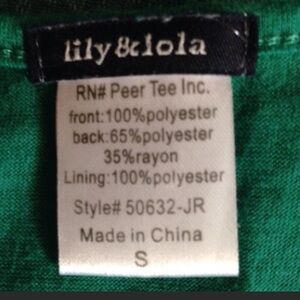 lily&lola
RN# Peer Tee Inc.
front:100%polyester
back:65%polyester
35%rayon
Lining:100%polyester
Style# 50632-JR
Made in China
S